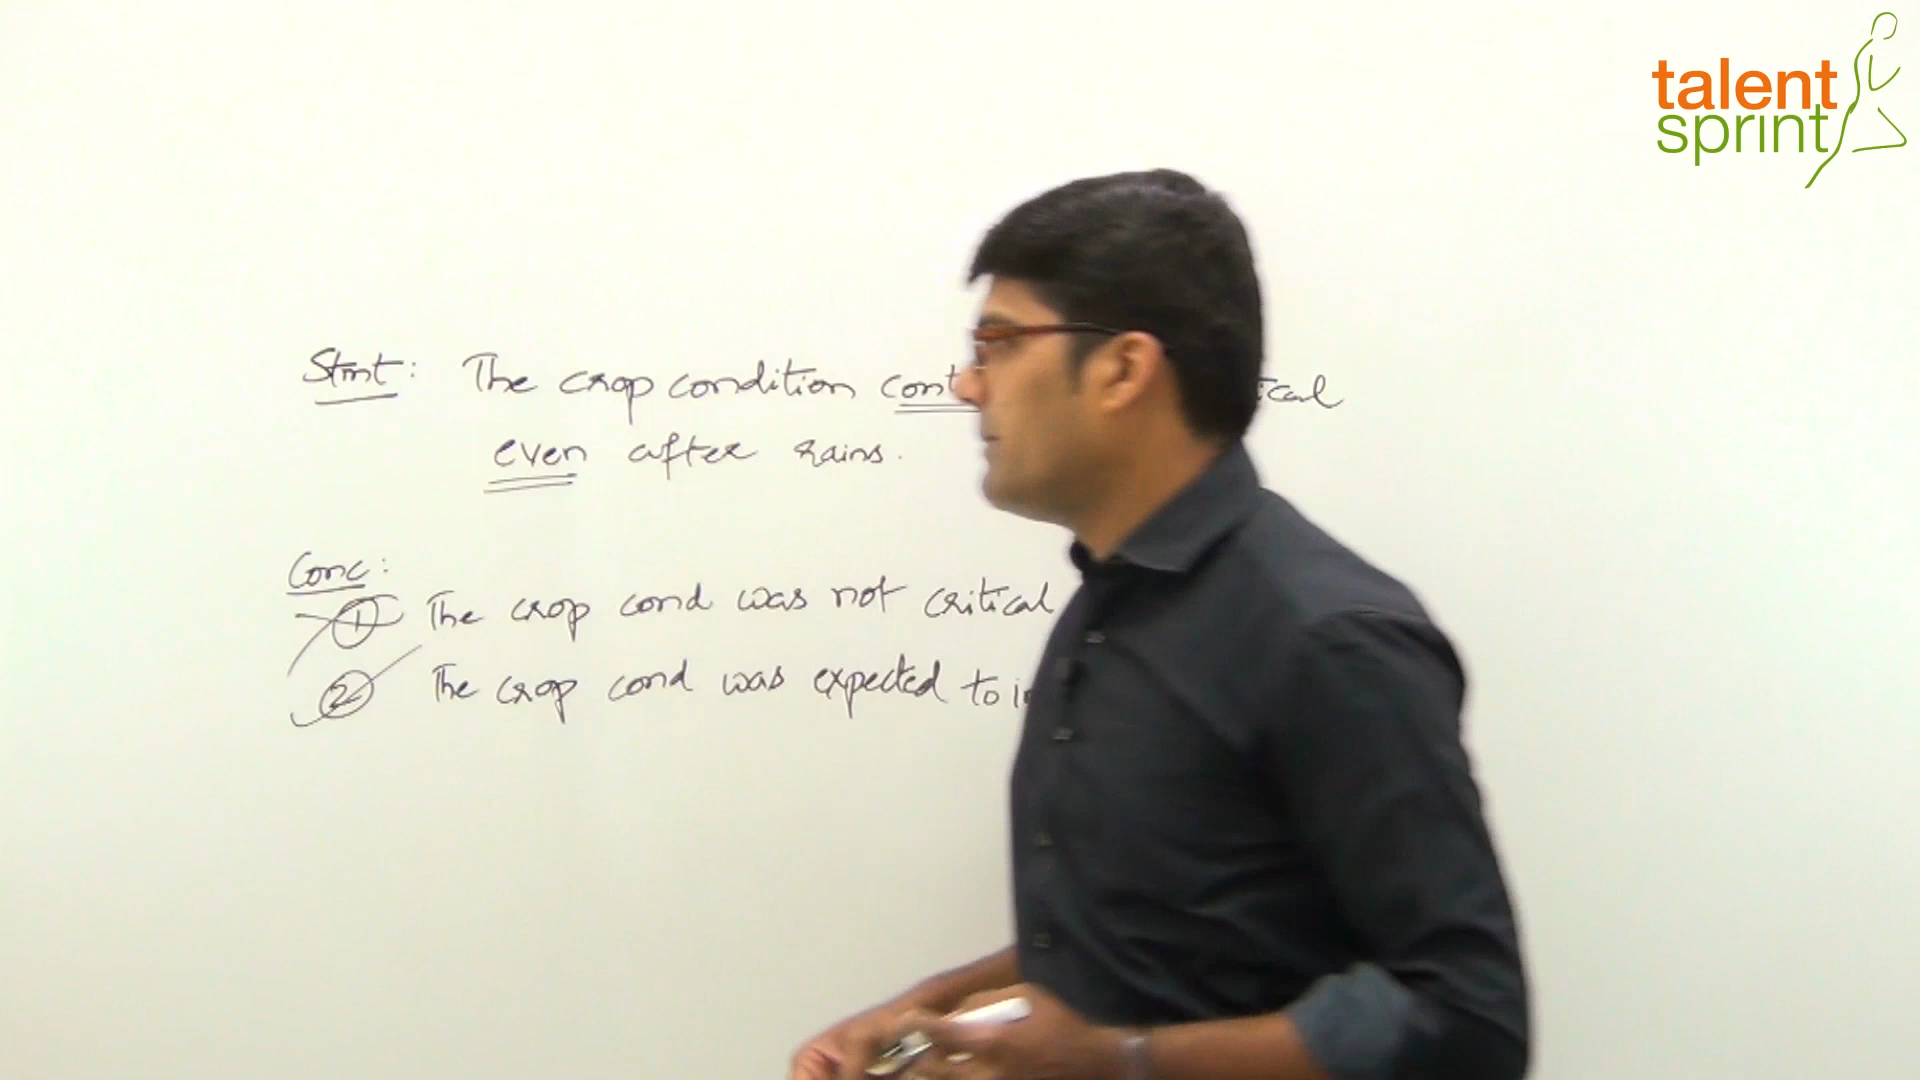 talent
sprint
Stmt: The crop condition cont ical
even after rains.
Conc:
1 The crop cond was not critical
2 The crop cond was expected to